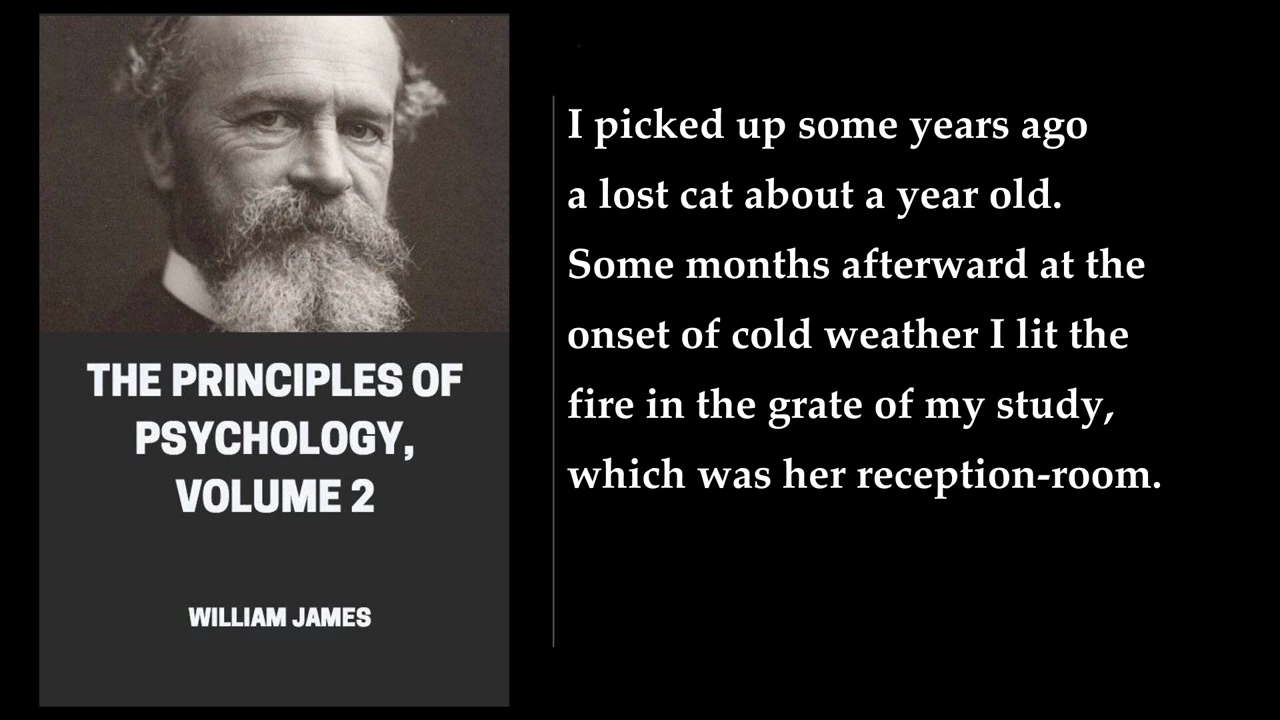 THE PRINCIPLES OF
PSYCHOLOGY,
VOLUME 2
WILLIAM JAMES
I picked up some years ago
a lost cat about a year old.
Some months afterward at the
onset of cold weather I lit the
fire in the grate of my study,
which was her reception-room.